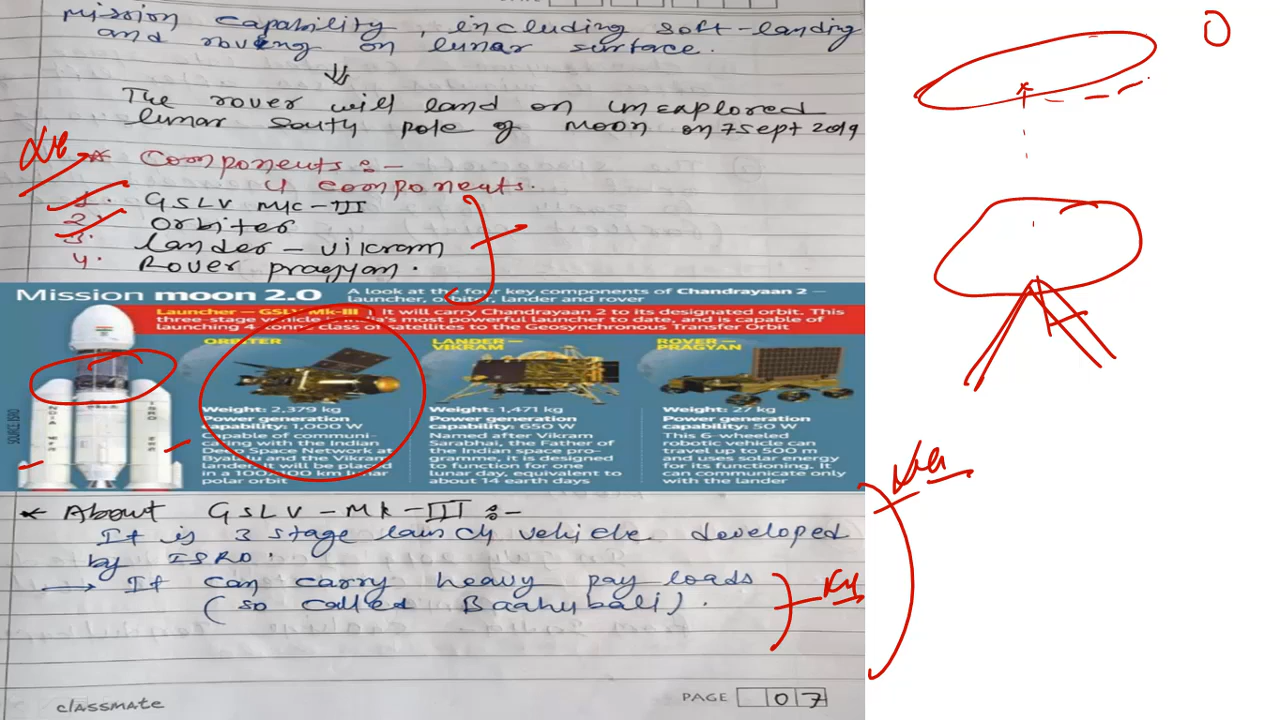 mission capability, including soft-landing
and roving on lunar surface.
The rover will land on unexplored
lunar south pole of moon on 7 sept 2019
* Components :-
4 components.
1. GSLV MK-III
2. Orbiter
3. Lander - Vikram
4. Rover pragyan.
Mission moon 2.0
A look at the four key components of Chandrayaan 2 —
launcher, orbiter, lander and rover
Launcher — GSLV Mk-III | It will carry Chandrayaan 2 to its designated orbit. This
three-stage vehicle is India's most powerful launcher to date, and is capable of
launching 4-tonne class of satellites to the Geosynchronous Transfer Orbit
ORBITER
Weight: 2,379 kg
Power generation
capability: 1,000 W
Capable of communi-
cating with the Indian
Deep Space Network at
Byalalu and the Vikram
lander. It will be placed
in a 100X100 km lunar
polar orbit
LANDER —
VIKRAM
Weight: 1,471 kg
Power generation
capability: 650 W
Named after Vikram
Sarabhai, the Father of
the Indian space pro-
gramme, it is designed
to function for one
lunar day, equivalent to
about 14 earth days
ROVER —
PRAGYAN
Weight: 27 kg
Power generation
capability: 50 W
This 6-wheeled
robotic vehicle can
travel up to 500 m
and uses solar energy
for its functioning. It
can communicate only
with the lander
SOURCE: ISRO
* About GSLV - MK - III :-
It is 3 stage launch vehicle developed
by ISRO.
→ It can carry heavy pay loads
(so called Baahubali).
classmate
PAGE 07